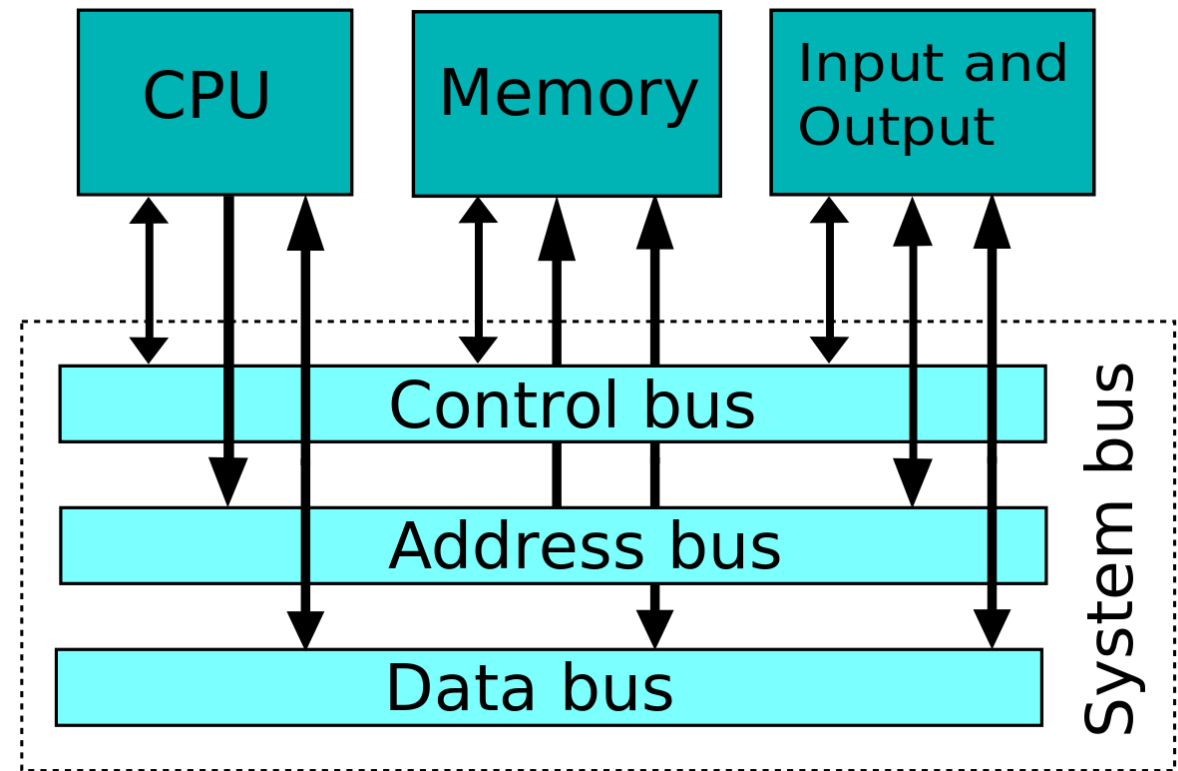 CPU
Memory
Input and
Output
Control bus
Address bus
Data bus
System bus